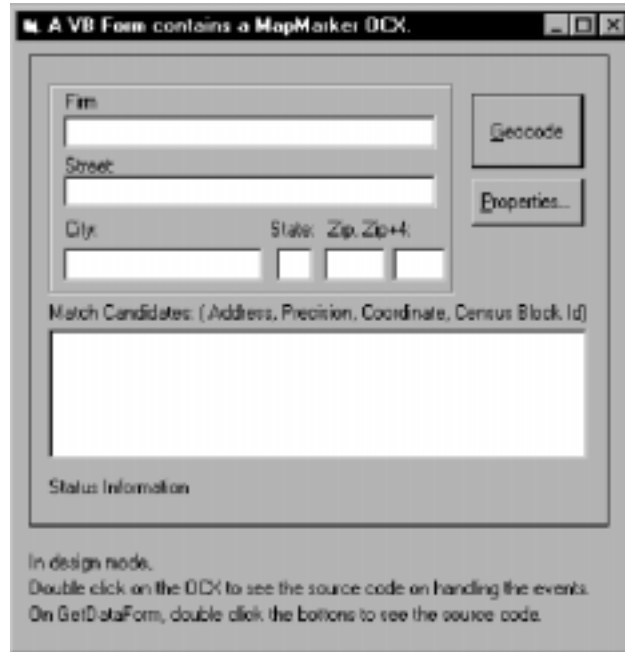 A VB Form contains a MapMarker OCX.
Firm
Geocode
Street:
Properties...
City: State: Zip, Zip+4:
Match Candidates: ( Address, Precision, Coordinate, Census Block Id)
Status Information
In design mode.
Double click on the OCX to see the source code on handling the events.
On GetDataForm, double click the bottons to see the source code.